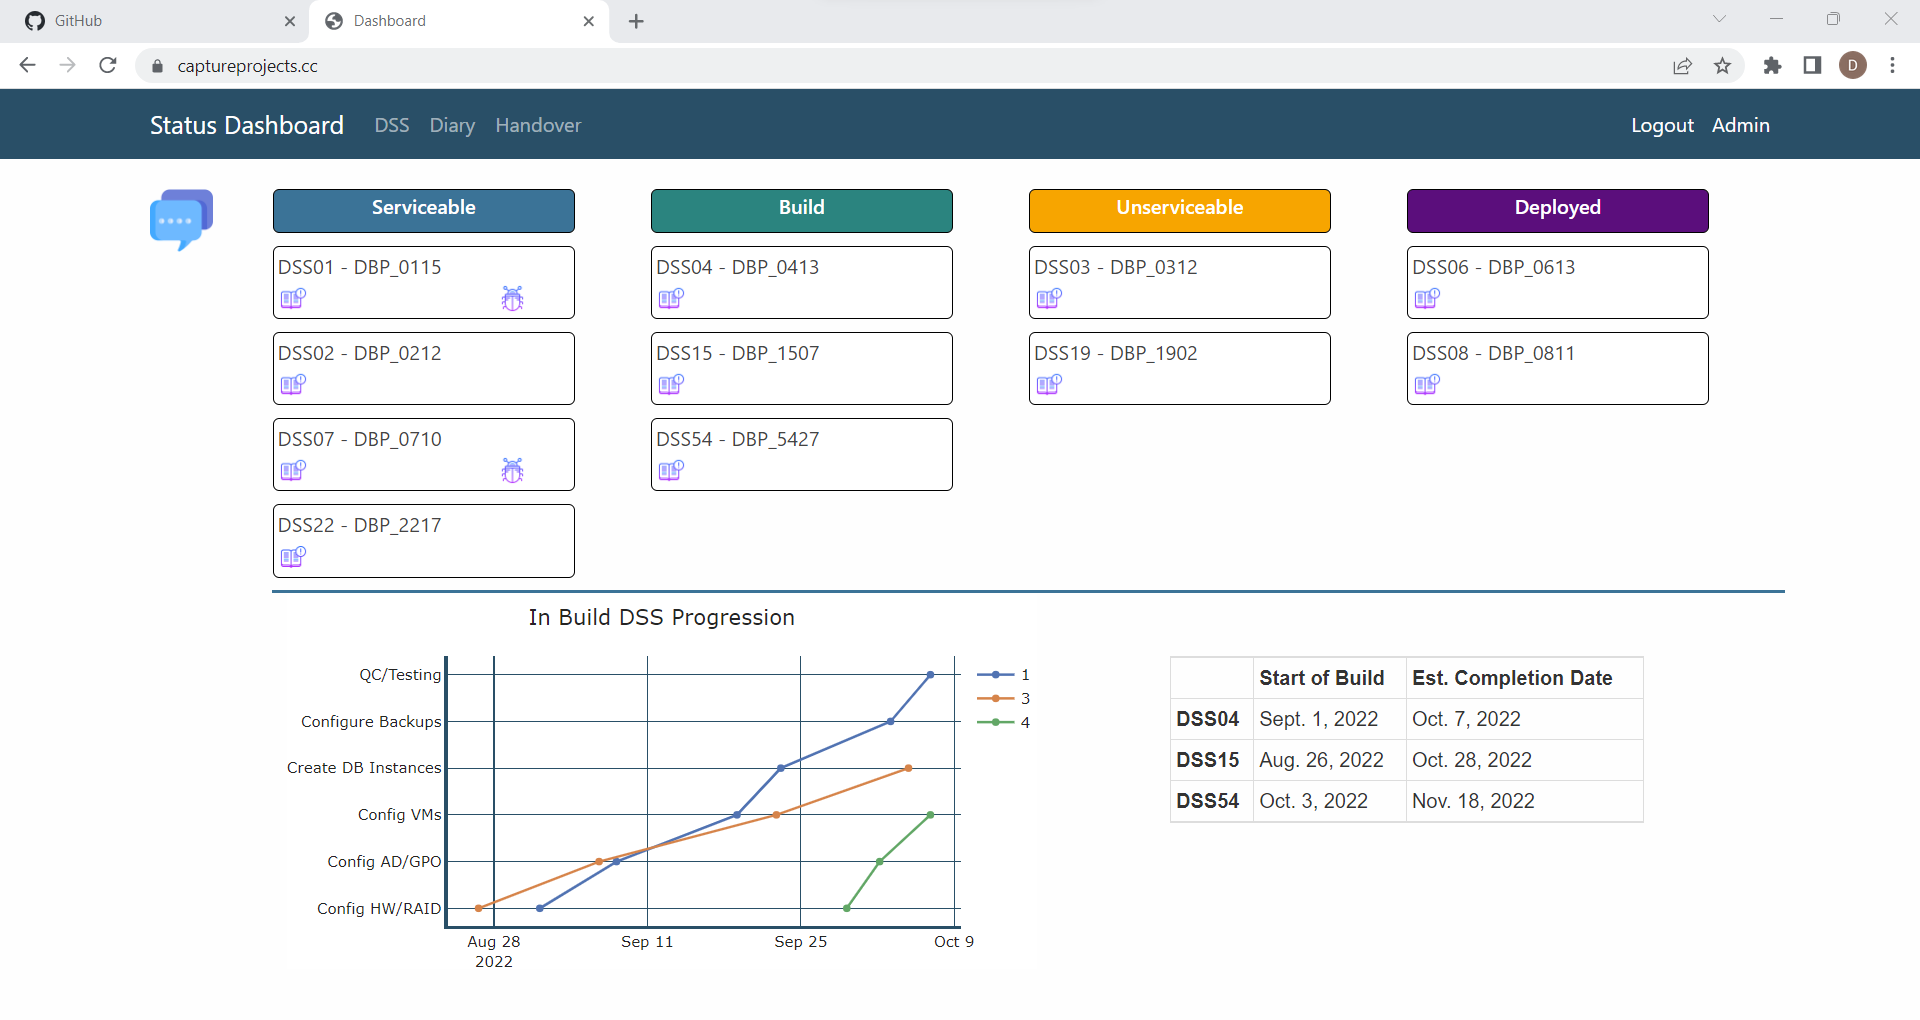 GitHub
Dashboard
captureprojects.cc
D
Status Dashboard DSS Diary Handover Logout Admin
Serviceable Build Unserviceable Deployed
DSS01 - DBP_0115 DSS04 - DBP_0413 DSS03 - DBP_0312 DSS06 - DBP_0613
DSS02 - DBP_0212 DSS15 - DBP_1507 DSS19 - DBP_1902 DSS08 - DBP_0811
DSS07 - DBP_0710 DSS54 - DBP_5427
DSS22 - DBP_2217
In Build DSS Progression
QC/Testing
Configure Backups
Create DB Instances
Config VMs
Config AD/GPO
Config HW/RAID
Aug 28 Sep 11 Sep 25 Oct 9
2022
1
3
4
Start of Build Est. Completion Date
DSS04 Sept. 1, 2022 Oct. 7, 2022
DSS15 Aug. 26, 2022 Oct. 28, 2022
DSS54 Oct. 3, 2022 Nov. 18, 2022